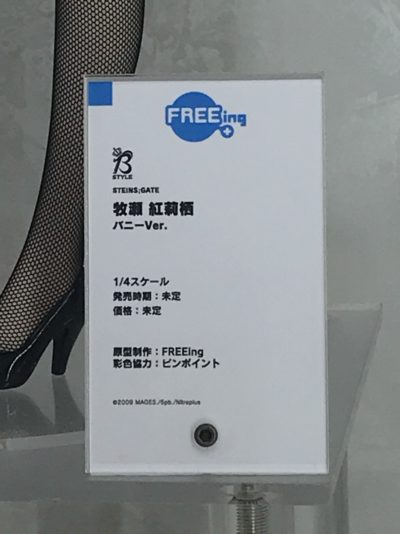 FREEing
B
STYLE
STEINS;GATE
牧瀬 紅莉栖
バニーVer.
1/4スケール
発売時期：未定
価格：未定
原型制作：FREEing
彩色協力：ピンポイント
©2009 MAGES./5pb./Nitroplus